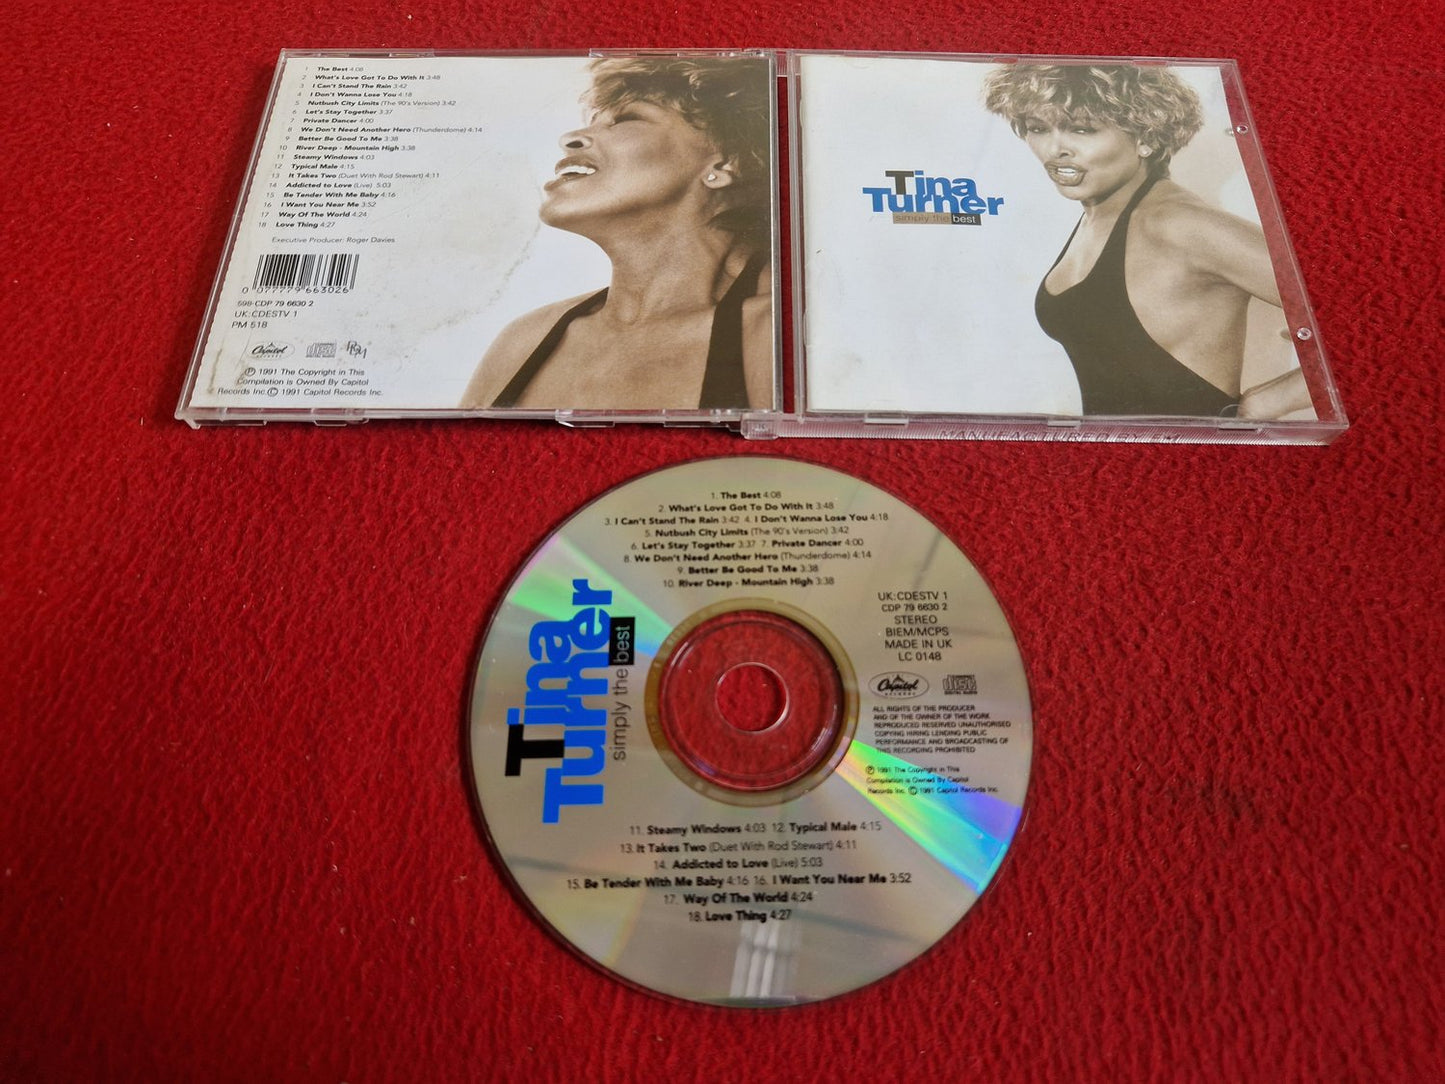 1 The Best 4:08
2 What's Love Got To Do With It 3:48
3 I Can't Stand The Rain 3:42
4 I Don't Wanna Lose You 4:18
5 Nutbush City Limits (The 90's Version) 3:42
6 Let's Stay Together 3:37
7 Private Dancer 4:00
8 We Don't Need Another Hero (Thunderdome) 4:14
9 Better Be Good To Me 3:38
10 River Deep - Mountain High 3:38
11 Steamy Windows 4:03
12 Typical Male 4:15
13 It Takes Two (Duet With Rod Stewart) 4:11
14 Addicted to Love (Live) 5:03
15 Be Tender With Me Baby 4:16
16 I Want You Near Me 3:52
17 Way Of The World 4:24
18 Love Thing 4:27
Executive Producer: Roger Davies
0 077779 663026
598-CDP 79 6630 2
UK:CDESTV 1
PM 518
Capitol
RECORDS
COMPACT
disc
DIGITAL AUDIO
℗ 1991 The Copyright in This
Compilation is Owned By Capitol
Records Inc.© 1991 Capitol Records Inc.
Tina
Turner
simply the best
MANUFACTURED BY EMI
1. The Best 4:08
2. What's Love Got To Do With It 3:48
3. I Can't Stand The Rain 3:42 4. I Don't Wanna Lose You 4:18
5. Nutbush City Limits (The 90's Version) 3:42
6. Let's Stay Together 3:37 7. Private Dancer 4:00
8. We Don't Need Another Hero (Thunderdome) 4:14
9. Better Be Good To Me 3:38
10. River Deep - Mountain High 3:38
Tina
Turner
simply the best
UK:CDESTV 1
CDP 79 6630 2
STEREO
BIEM/MCPS
MADE IN UK
LC 0148
Capitol
RECORDS
COMPACT
disc
DIGITAL AUDIO
ALL RIGHTS OF THE PRODUCER
AND OF THE OWNER OF THE WORK
REPRODUCED RESERVED UNAUTHORISED
COPYING HIRING LENDING PUBLIC
PERFORMANCE AND BROADCASTING OF
THIS RECORDING PROHIBITED
℗ 1991 The Copyright in This
Compilation is Owned By Capitol
Records Inc. © 1991 Capitol Records Inc.
11. Steamy Windows 4:03 12. Typical Male 4:15
13. It Takes Two (Duet With Rod Stewart) 4:11
14. Addicted to Love (Live) 5:03
15. Be Tender With Me Baby 4:16 16. I Want You Near Me 3:52
17. Way Of The World 4:24
18. Love Thing 4:27